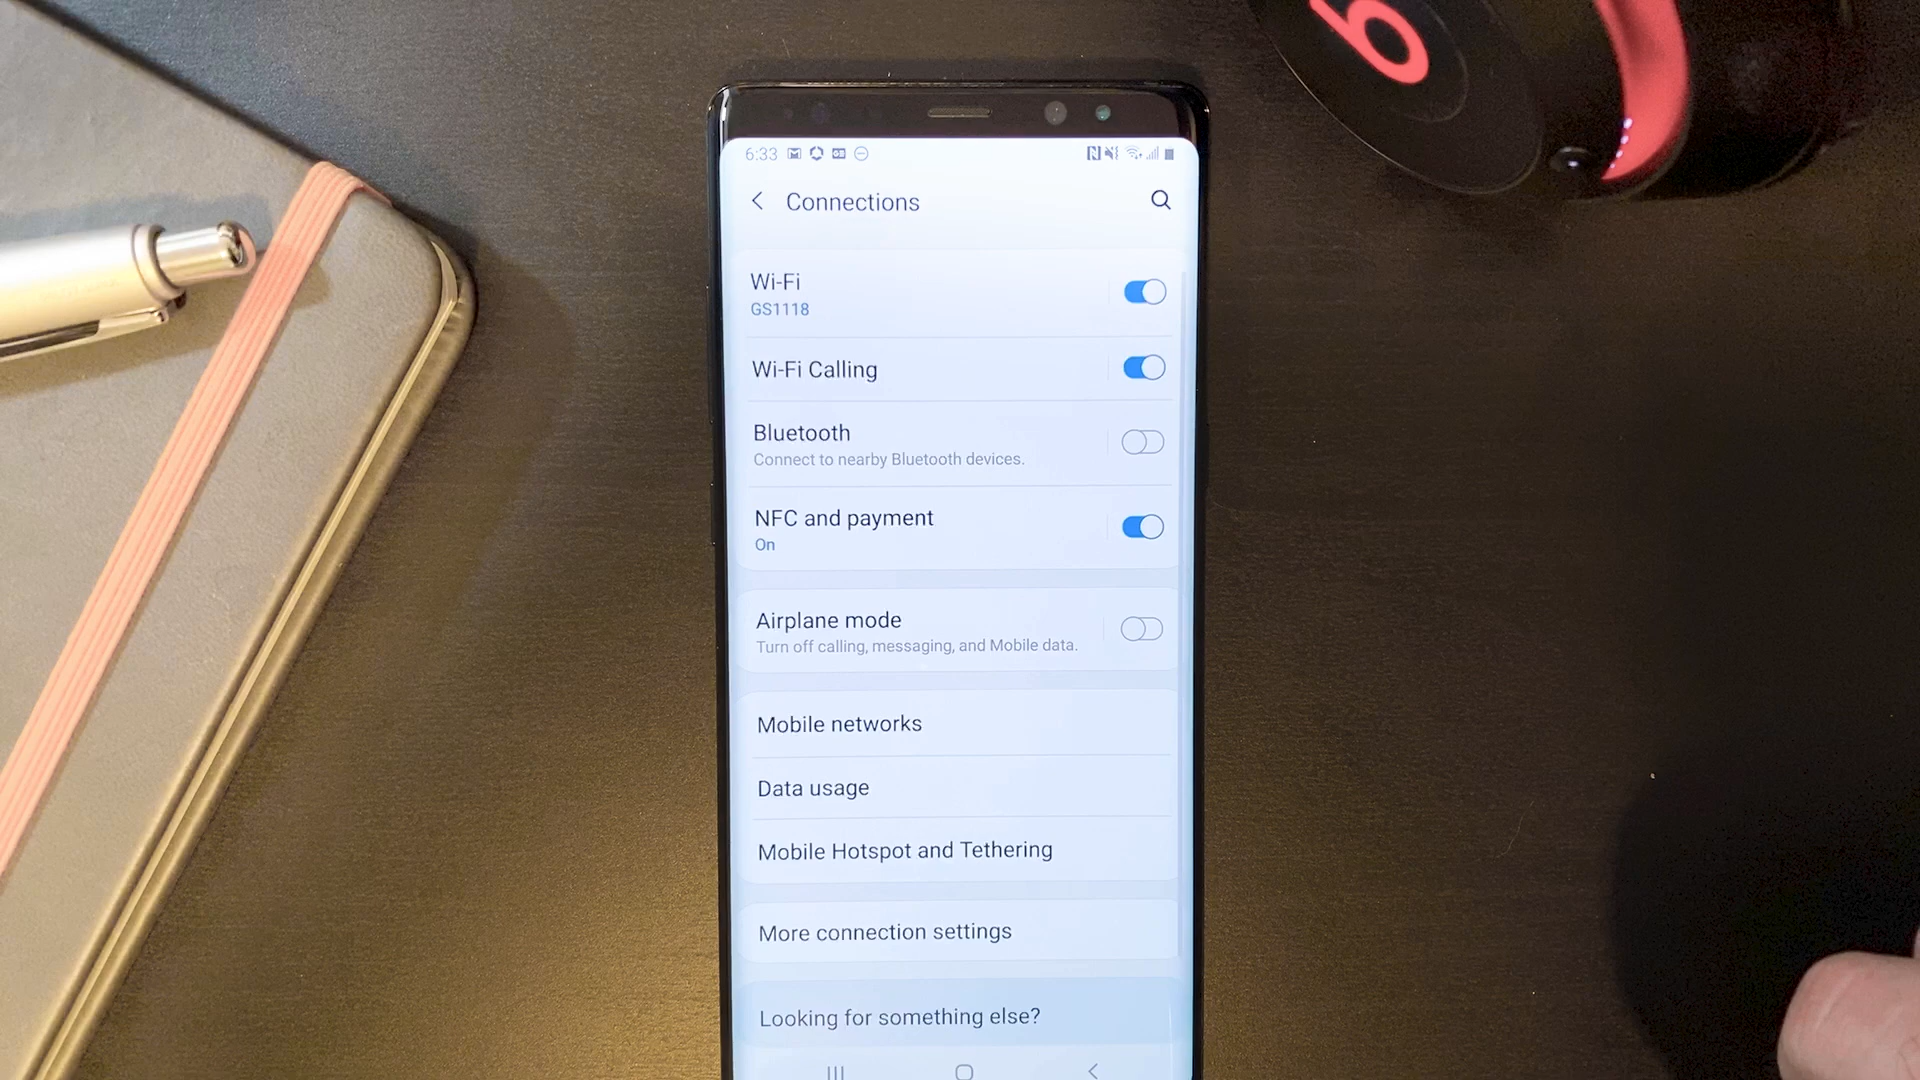 6:33
Connections
Wi-Fi
GS1118
Wi-Fi Calling
Bluetooth
Connect to nearby Bluetooth devices.
NFC and payment
On
Airplane mode
Turn off calling, messaging, and Mobile data.
Mobile networks
Data usage
Mobile Hotspot and Tethering
More connection settings
Looking for something else?